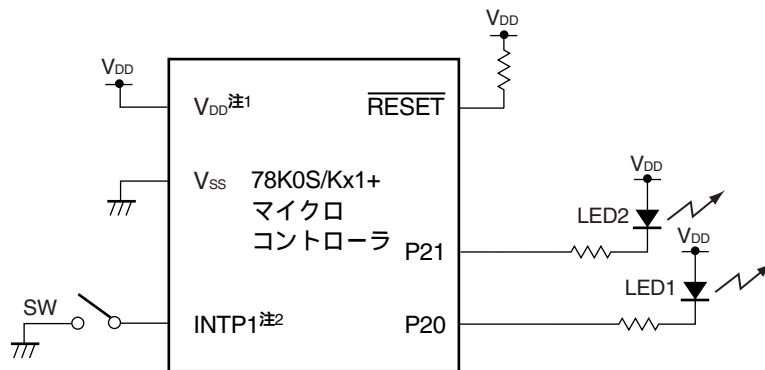 VDD
VDD
VDD注1
RESET
VSS
78K0S/Kx1+
マイクロ
コントローラ
VDD
LED2
P21
VDD
LED1
SW
INTP1注2
P20